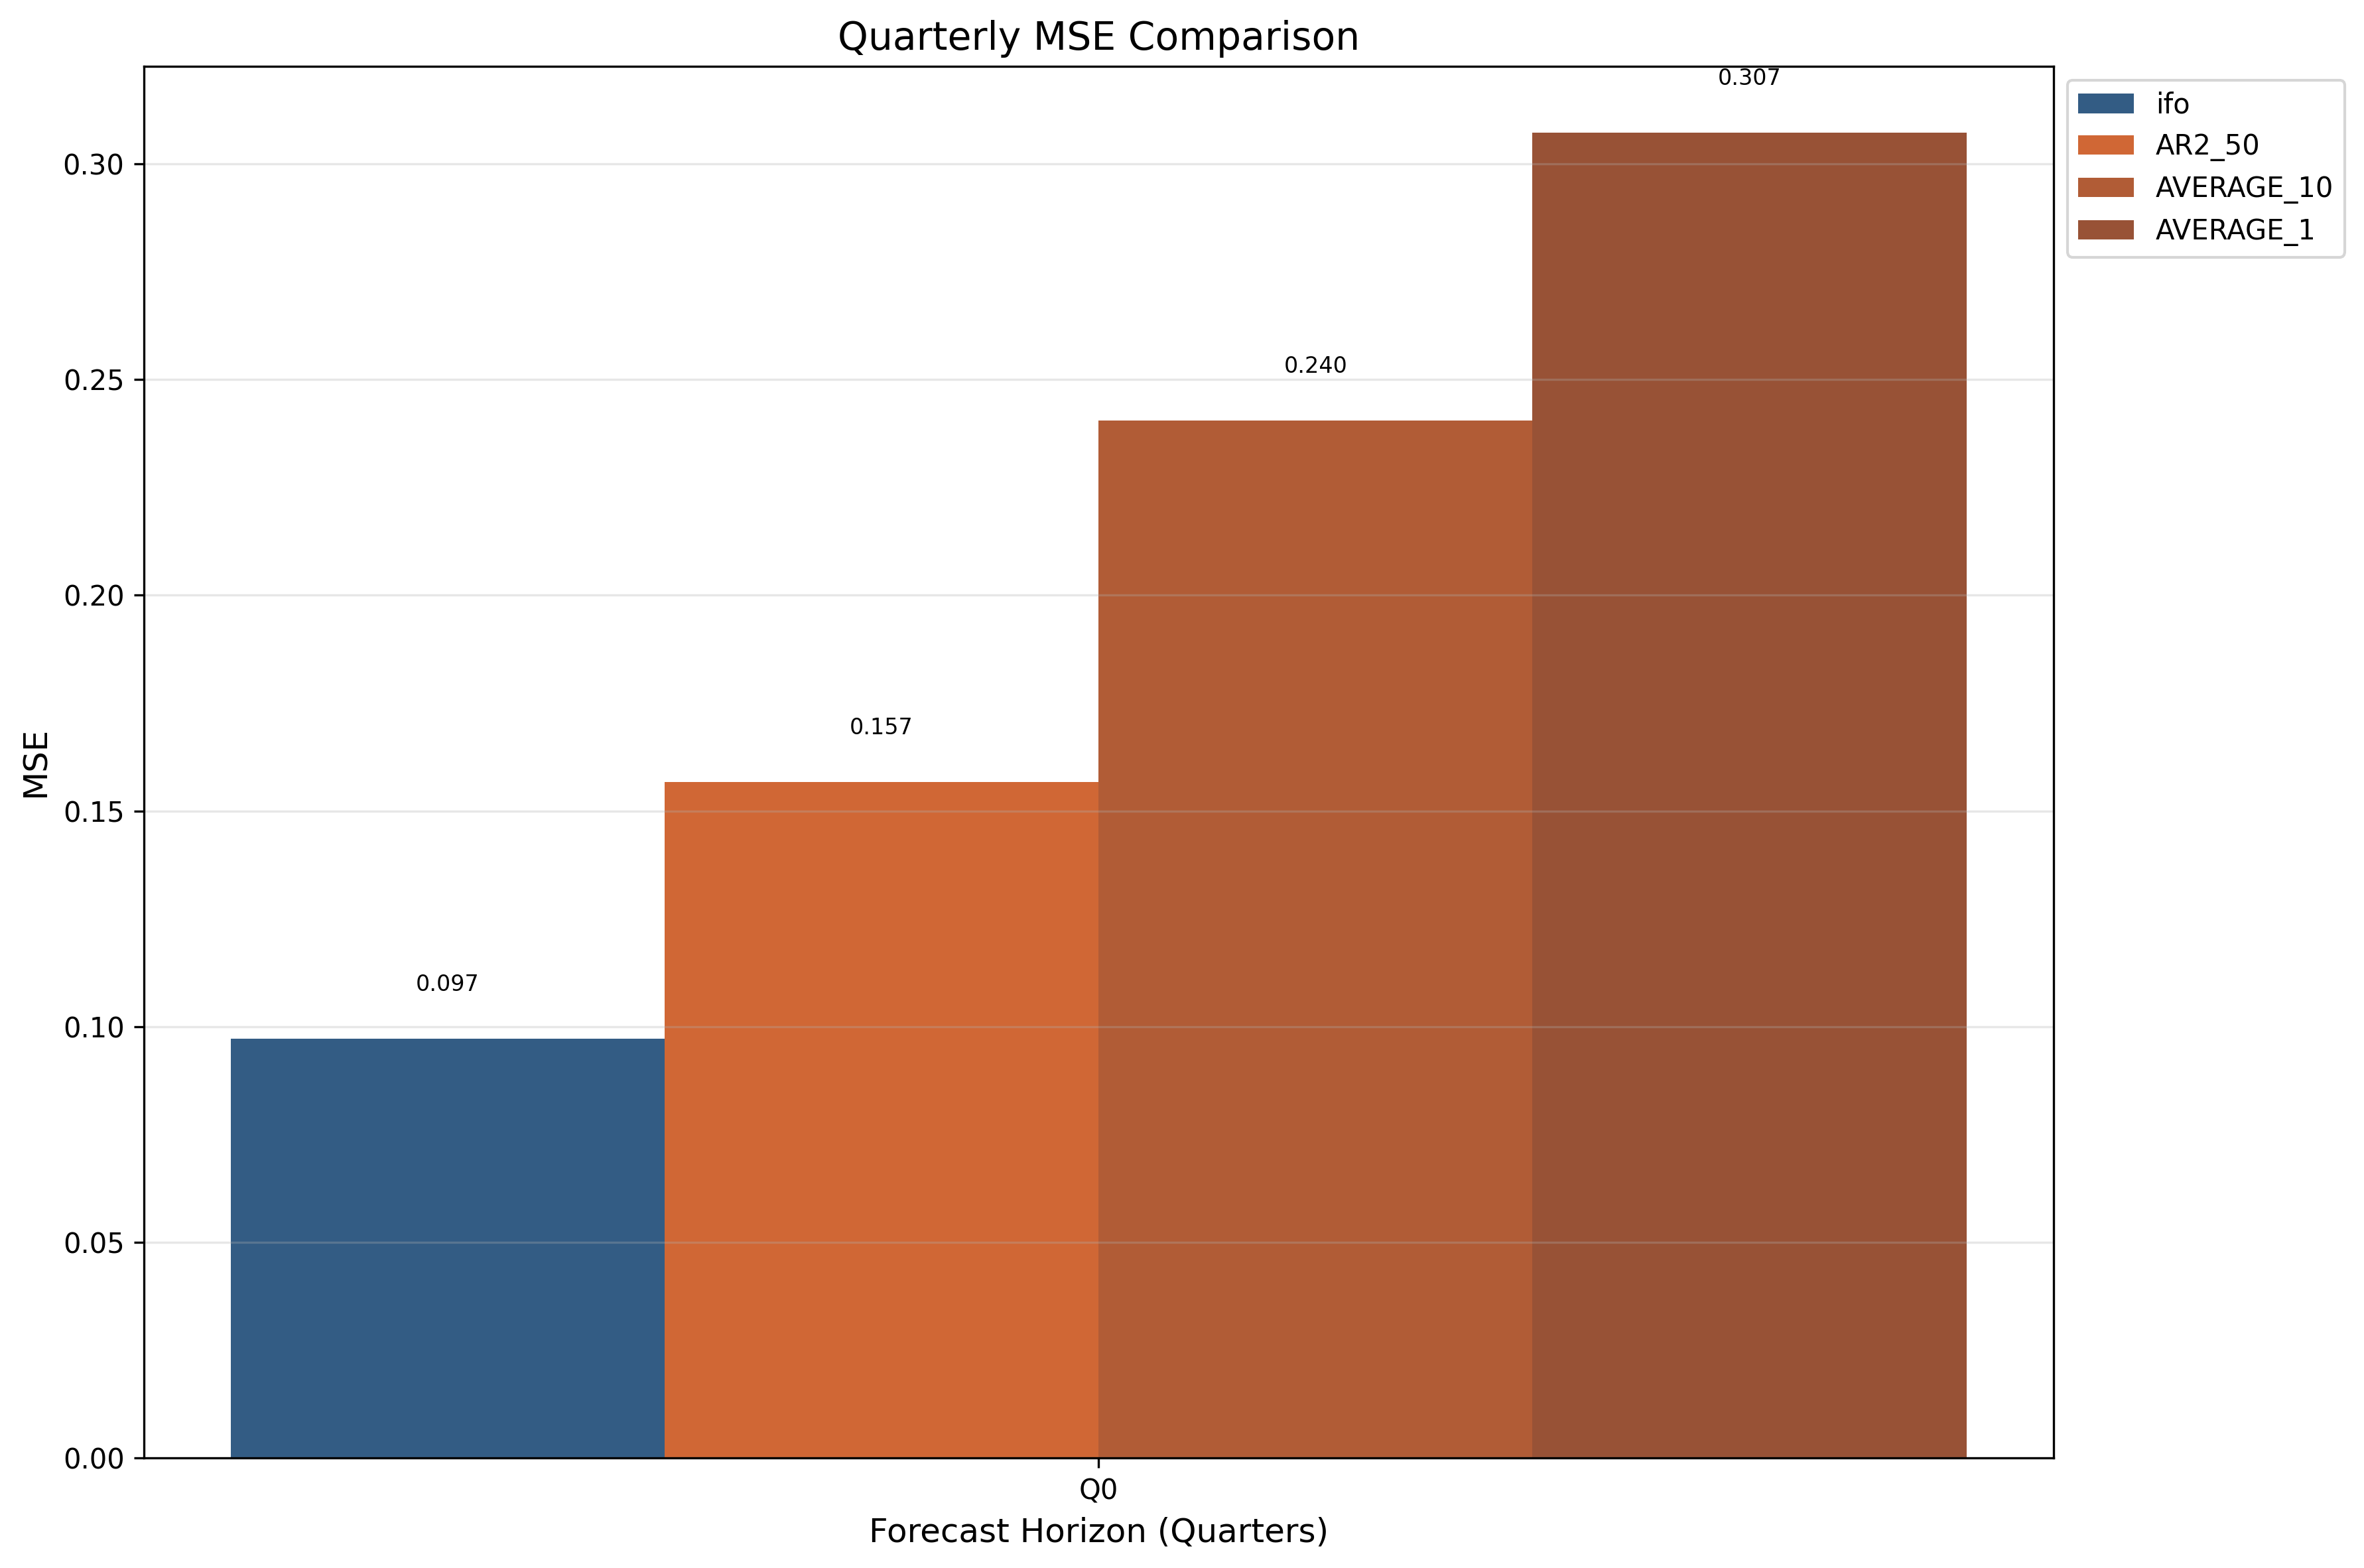 Quarterly MSE Comparison
0.307
ifo
AR2_50
AVERAGE_10
AVERAGE_1
0.30
0.240
0.25
0.20
0.157
0.15
MSE
0.097
0.10
0.05
0.00
Q0
Forecast Horizon (Quarters)